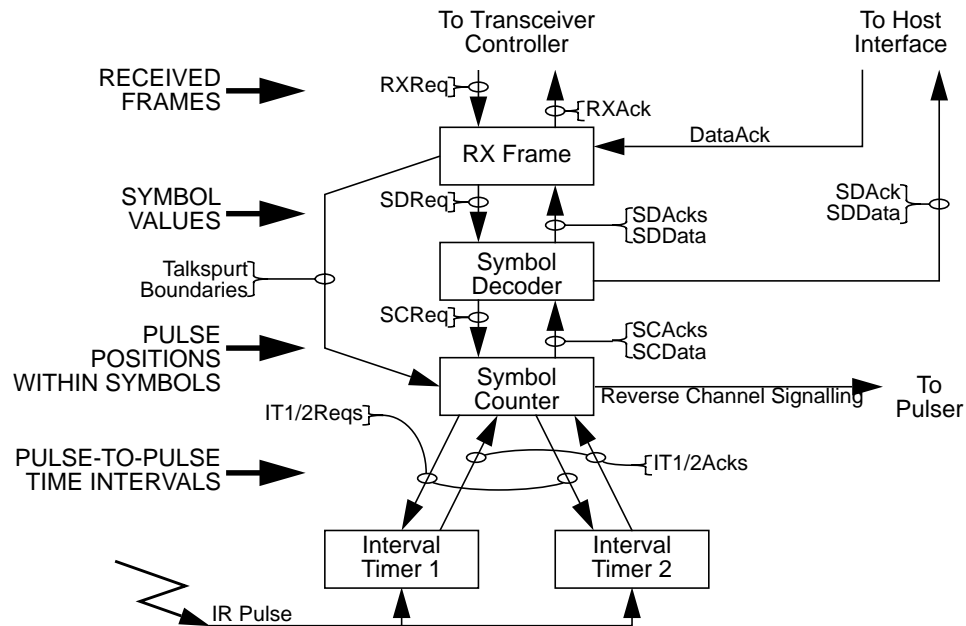 To Transceiver
Controller
To Host
Interface
RECEIVED
FRAMES
RXReq
RXAck
DataAck
RX Frame
SYMBOL
VALUES
SDReq
SDAcks
SDData
SDAck
SDData
Talkspurt
Boundaries
Symbol
Decoder
SCReq
SCAcks
SCData
PULSE
POSITIONS
WITHIN SYMBOLS
Symbol
Counter
Reverse Channel Signalling
To
Pulser
IT1/2Reqs
PULSE-TO-PULSE
TIME INTERVALS
IT1/2Acks
Interval
Timer 1
Interval
Timer 2
IR Pulse